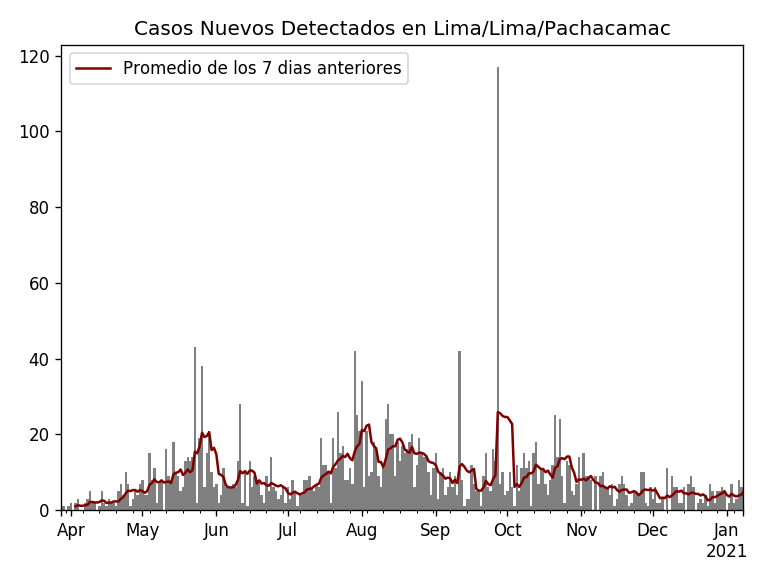 Casos Nuevos Detectados en Lima/Lima/Pachacamac
Promedio de los 7 dias anteriores
120
100
80
60
40
20
0
Apr May Jun Jul Aug Sep Oct Nov Dec Jan
2021